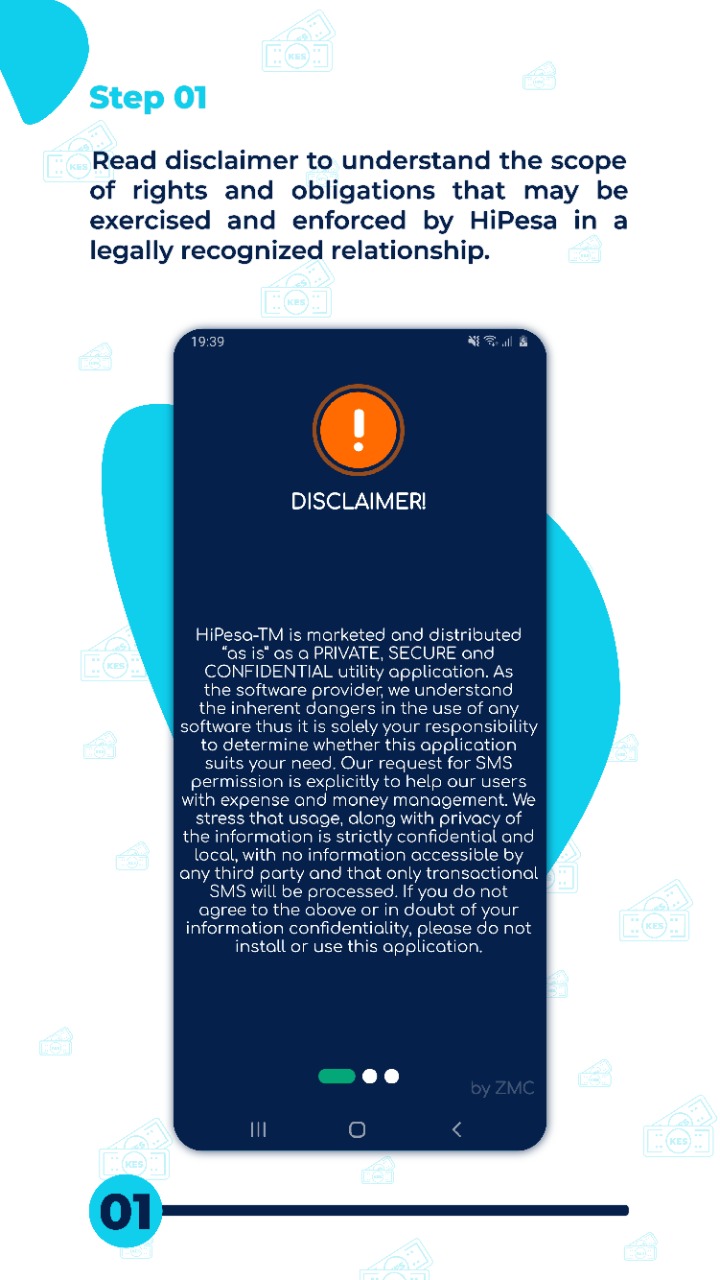 Step 01
Read disclaimer to understand the scope
of rights and obligations that may be
exercised and enforced by HiPesa in a
legally recognized relationship.
19:39
DISCLAIMER!
HiPesa-TM is marketed and distributed
“as is" as a PRIVATE, SECURE and
CONFIDENTIAL utility application. As
the software provider, we understand
the inherent dangers in the use of any
software thus it is solely your responsibility
to determine whether this application
suits your need. Our request for SMS
permission is explicitly to help our users
with expense and money management. We
stress that usage, along with privacy of
the information is strictly confidential and
local, with no information accessible by
any third party and that only transactional
SMS will be processed. If you do not
agree to the above or in doubt of your
information confidentiality, please do not
install or use this application.
by ZMC
01
KES
KES
KES
KES
KES
KES
KES